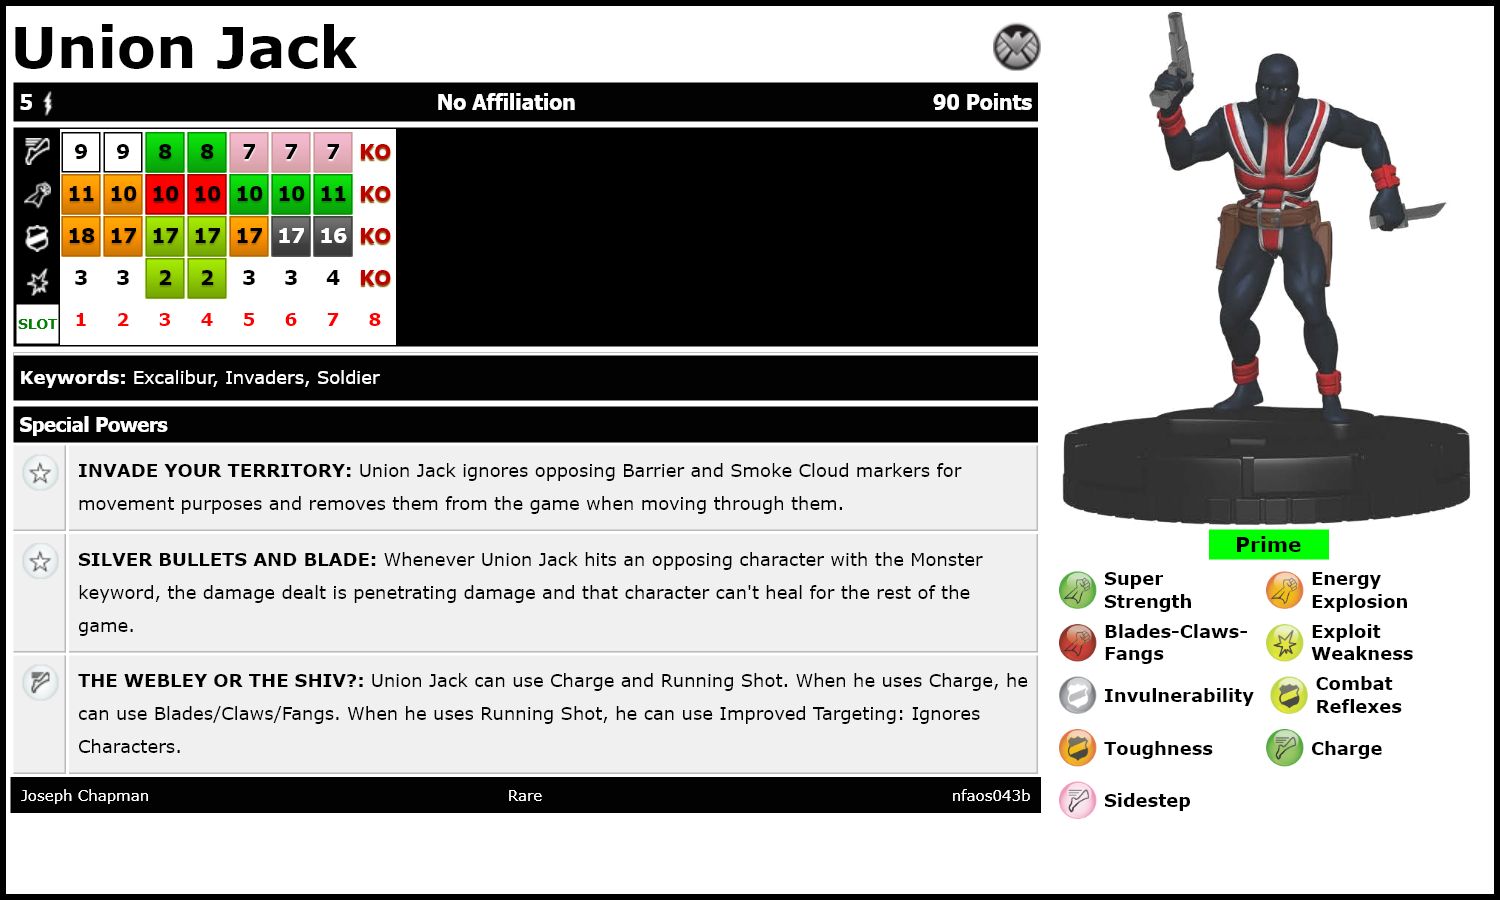 Union Jack
5 No Affiliation 90 Points
9 9 8 8 7 7 7 KO
11 10 10 10 10 10 11 KO
18 17 17 17 17 17 16 KO
3 3 2 2 3 3 4 KO
SLOT 1 2 3 4 5 6 7 8
Keywords: Excalibur, Invaders, Soldier
Special Powers
INVADE YOUR TERRITORY: Union Jack ignores opposing Barrier and Smoke Cloud markers for
movement purposes and removes them from the game when moving through them.
SILVER BULLETS AND BLADE: Whenever Union Jack hits an opposing character with the Monster
keyword, the damage dealt is penetrating damage and that character can't heal for the rest of the
game.
THE WEBLEY OR THE SHIV?: Union Jack can use Charge and Running Shot. When he uses Charge, he
can use Blades/Claws/Fangs. When he uses Running Shot, he can use Improved Targeting: Ignores
Characters.
Joseph Chapman Rare nfaos043b
Prime
Super
Strength
Energy
Explosion
Blades-Claws-
Fangs
Exploit
Weakness
Invulnerability
Combat
Reflexes
Toughness
Charge
Sidestep